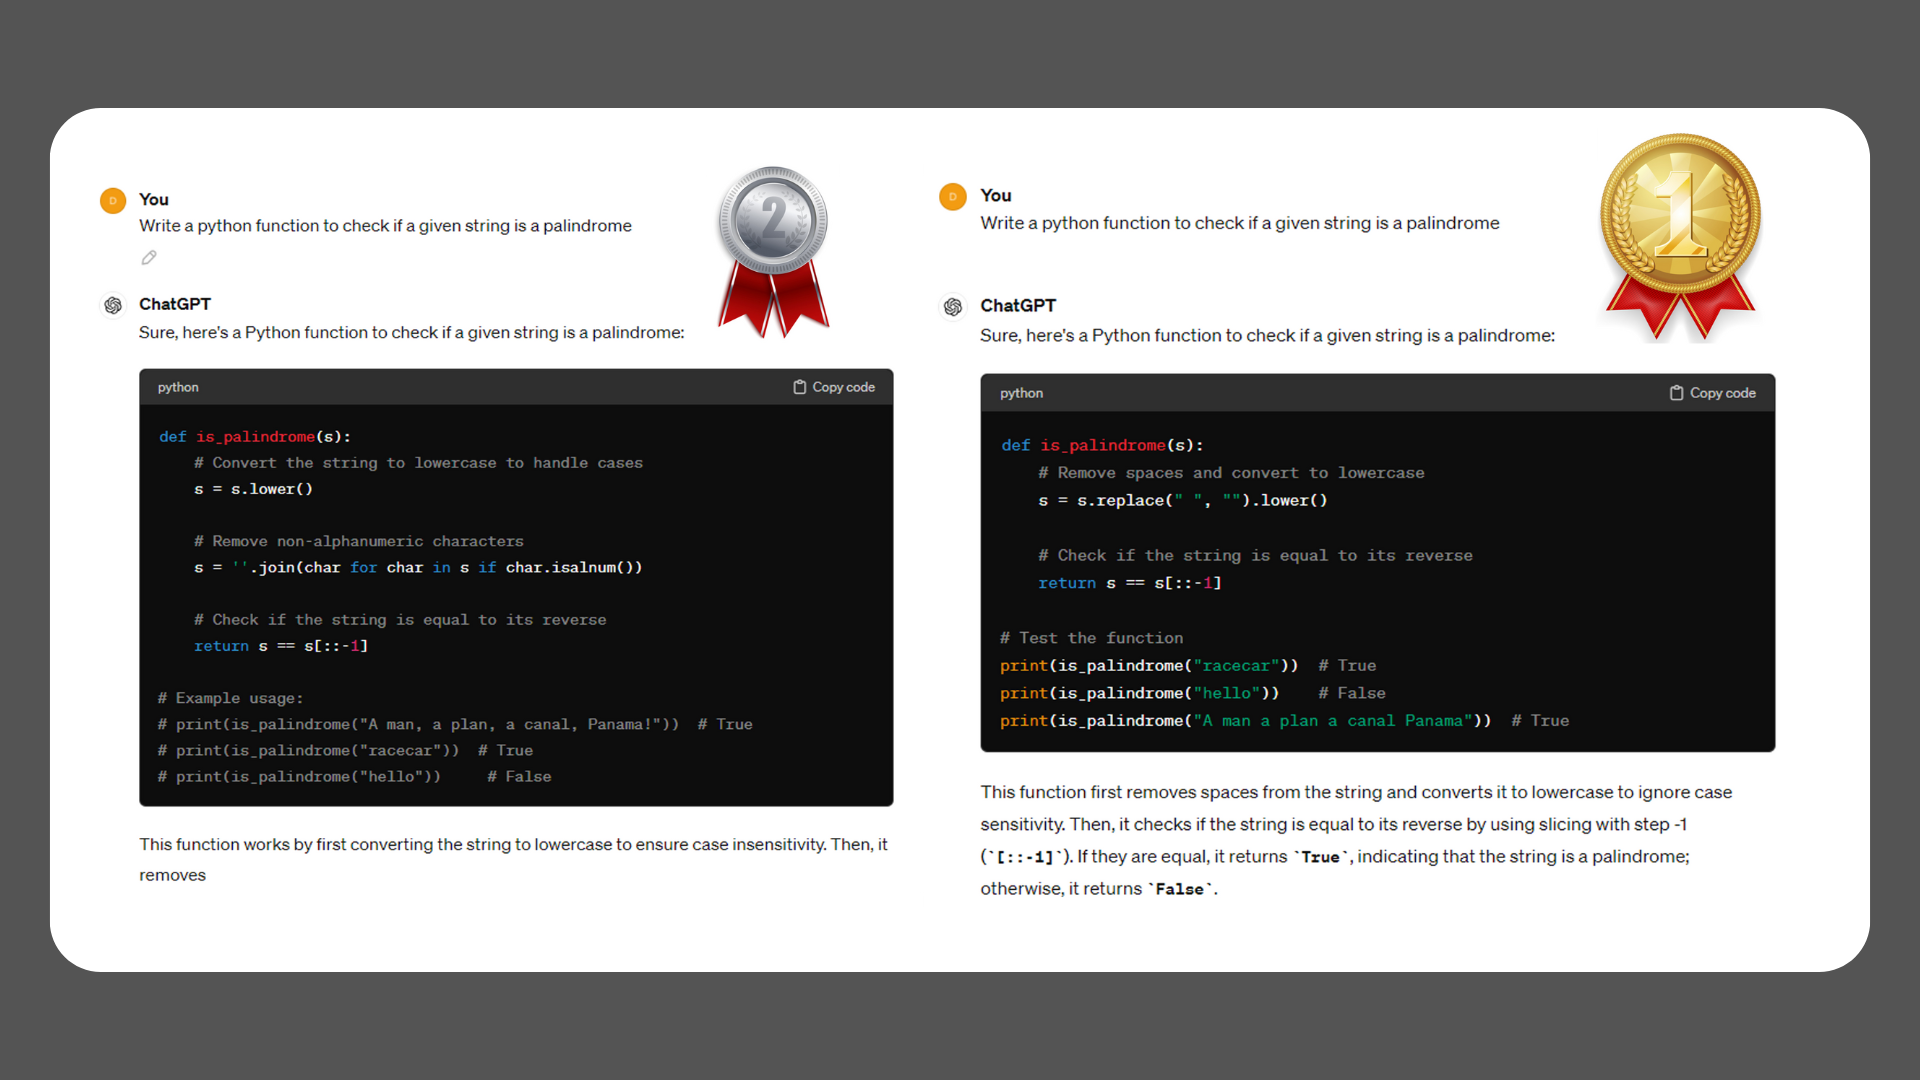 D
You
Write a python function to check if a given string is a palindrome
2
ChatGPT
Sure, here's a Python function to check if a given string is a palindrome:
python
Copy code
def is_palindrome(s):
    # Convert the string to lowercase to handle cases
    s = s.lower()
    # Remove non-alphanumeric characters
    s = ''.join(char for char in s if char.isalnum())
    # Check if the string is equal to its reverse
    return s == s[::-1]
# Example usage:
# print(is_palindrome("A man, a plan, a canal, Panama!"))  # True
# print(is_palindrome("racecar"))  # True
# print(is_palindrome("hello"))     # False
This function works by first converting the string to lowercase to ensure case insensitivity. Then, it
removes
D
You
Write a python function to check if a given string is a palindrome
1
ChatGPT
Sure, here's a Python function to check if a given string is a palindrome:
python
Copy code
def is_palindrome(s):
    # Remove spaces and convert to lowercase
    s = s.replace(" ", "").lower()
    # Check if the string is equal to its reverse
    return s == s[::-1]
# Test the function
print(is_palindrome("racecar"))  # True
print(is_palindrome("hello"))    # False
print(is_palindrome("A man a plan a canal Panama"))  # True
This function first removes spaces from the string and converts it to lowercase to ignore case
sensitivity. Then, it checks if the string is equal to its reverse by using slicing with step -1
(`[::-1]`). If they are equal, it returns `True`, indicating that the string is a palindrome;
otherwise, it returns `False`.